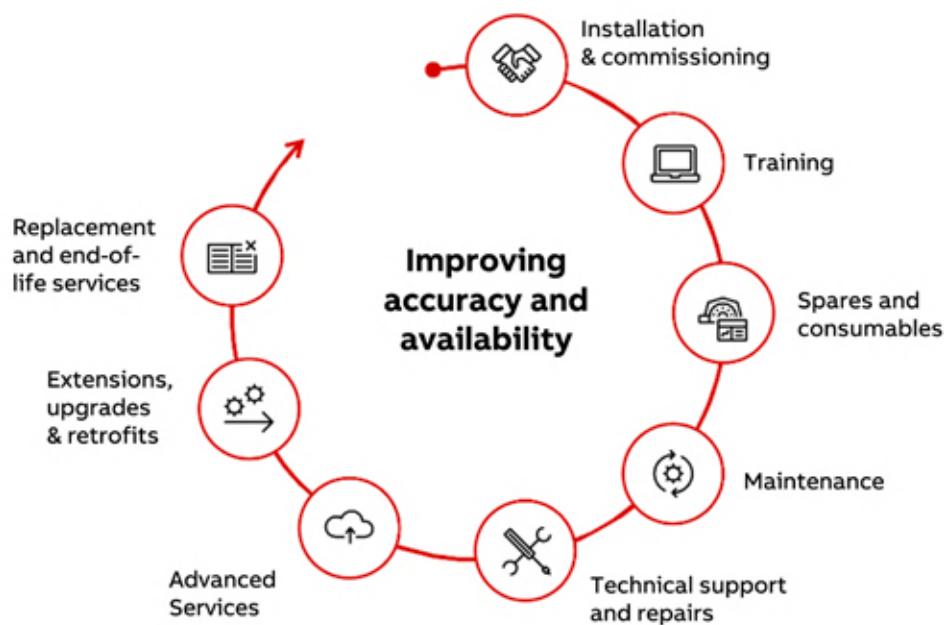 Installation
& commissioning
Training
Spares and
consumables
Maintenance
Technical support
and repairs
Advanced
Services
Extensions,
upgrades
& retrofits
Replacement
and end-of-
life services
Improving
accuracy and
availability